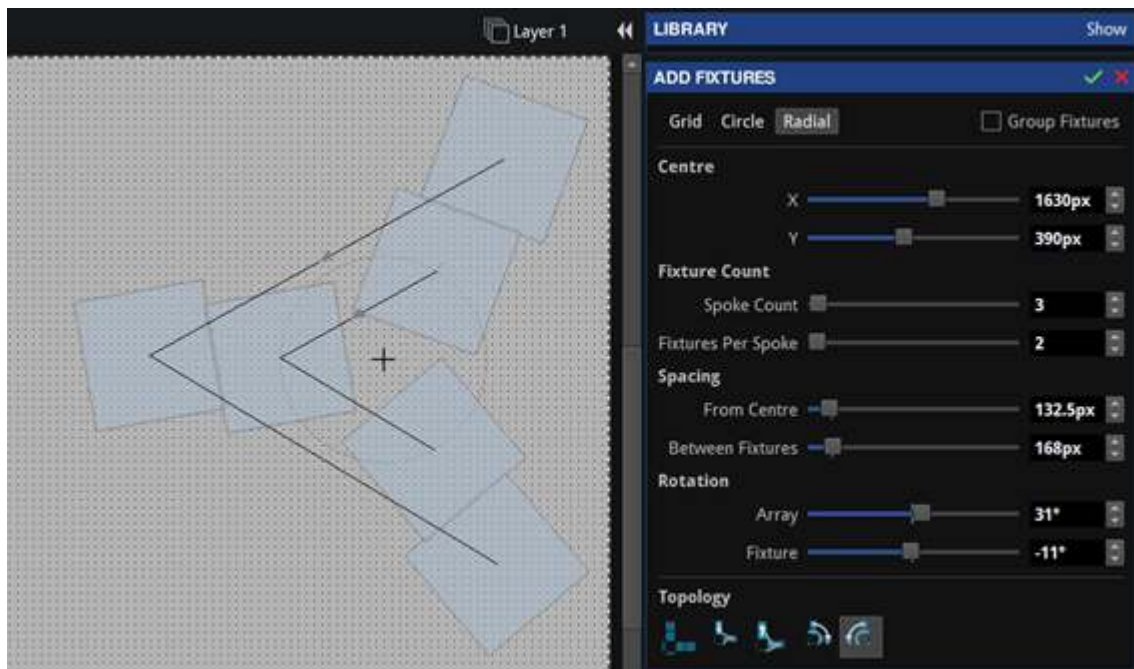 Layer 1
LIBRARY Show
ADD FIXTURES
Grid Circle Radial Group Fixtures
Centre
X 1630px
Y 390px
Fixture Count
Spoke Count 3
Fixtures Per Spoke 2
Spacing
From Centre 132.5px
Between Fixtures 168px
Rotation
Array 31°
Fixture -11°
Topology